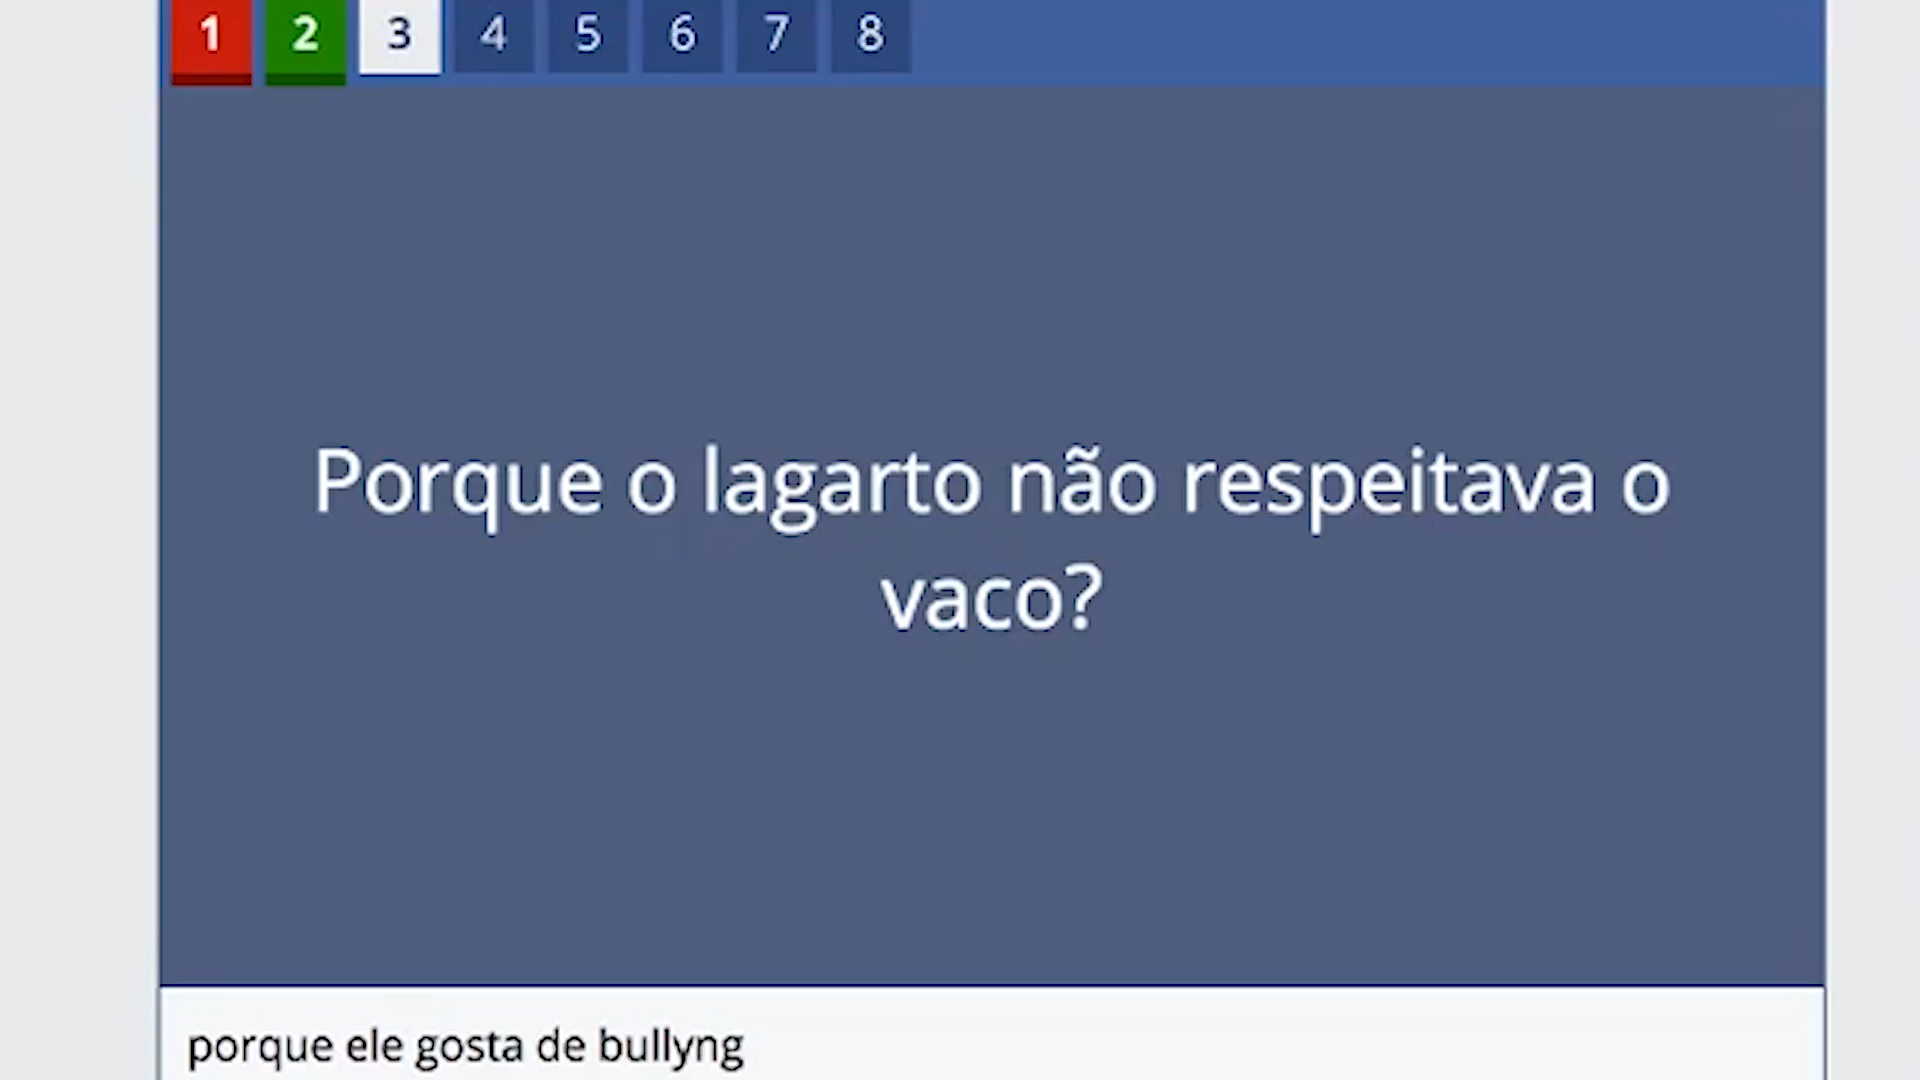 1 2 3 4 5 6 7 8
Porque o lagarto não respeitava o
vaco?
porque ele gosta de bullyng